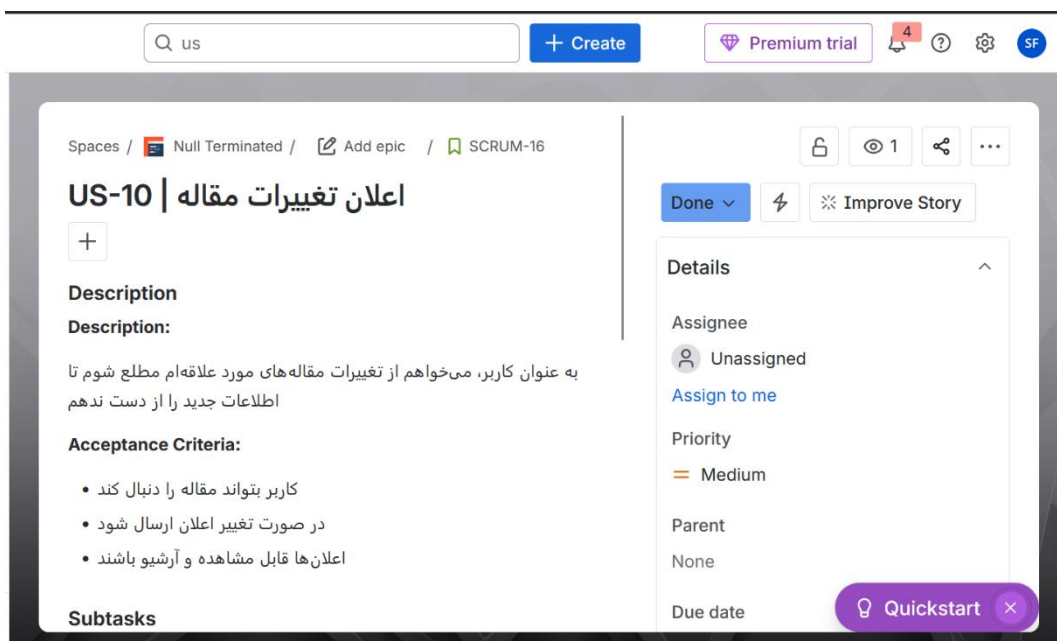 us
+ Create
Premium trial
4
SF
Spaces / Null Terminated / Add epic / SCRUM-16
1
US-10 | اعلان تغییرات مقاله
Done
Improve Story
Description
Description:
به عنوان کاربر، می‌خواهم از تغییرات مقاله‌های مورد علاقه‌ام مطلع شوم تا
اطلاعات جدید را از دست ندهم
Acceptance Criteria:
• کاربر بتواند مقاله را دنبال کند
• در صورت تغییر اعلان ارسال شود
• اعلان‌ها قابل مشاهده و آرشیو باشند
Subtasks
Details
Assignee
Unassigned
Assign to me
Priority
Medium
Parent
None
Due date
Quickstart